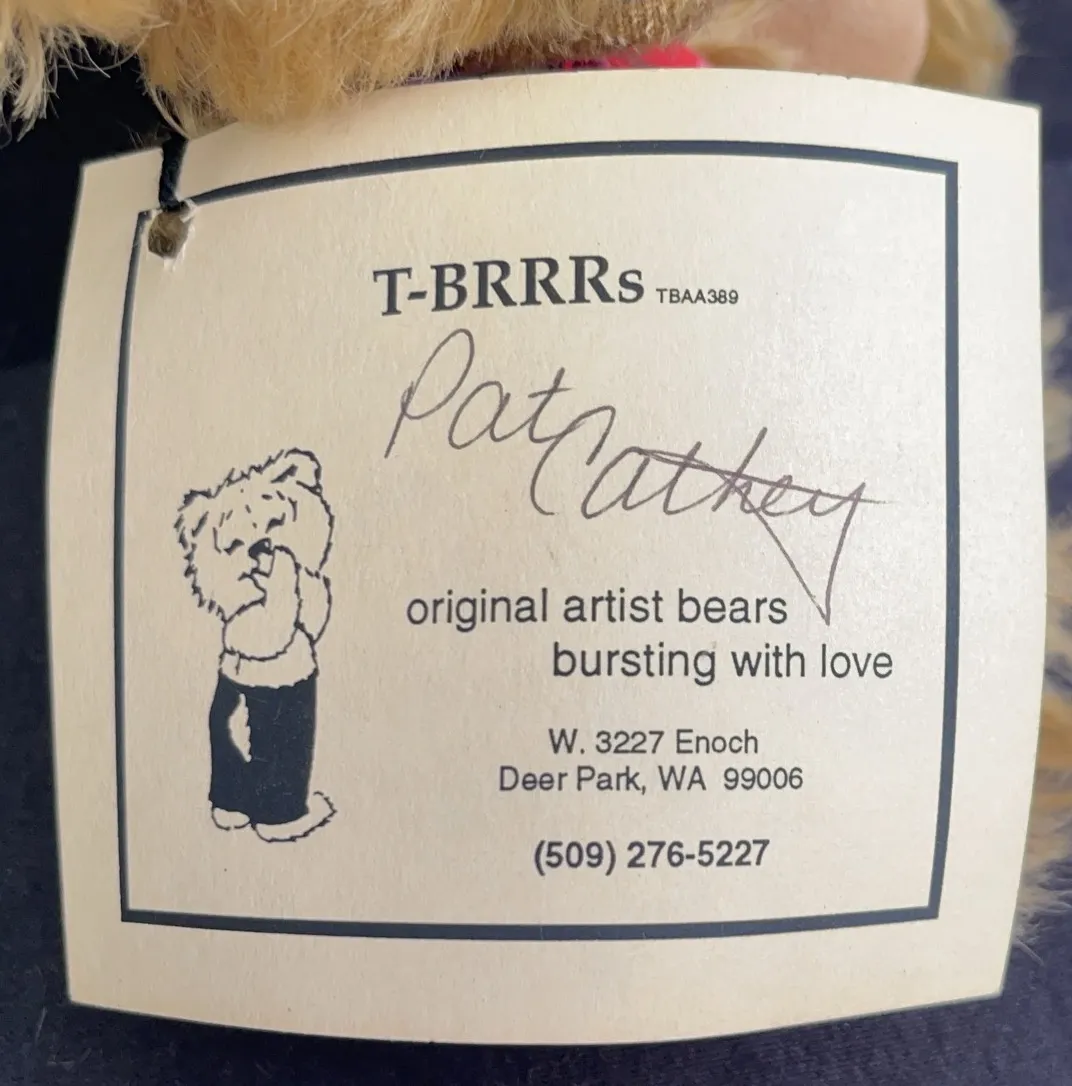 T-BRRRs TBAA389
Pat Cathey
original artist bears
bursting with love
W. 3227 Enoch
Deer Park, WA 99006
(509) 276-5227